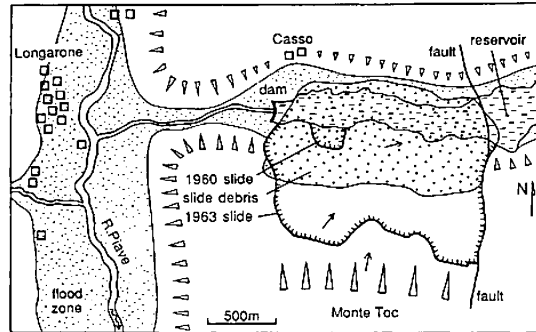 Longarone
Casso
fault
reservoir
dam
1960 slide
slide debris
1963 slide
N
R.Piave
flood
zone
500m
Monte Toc
fault